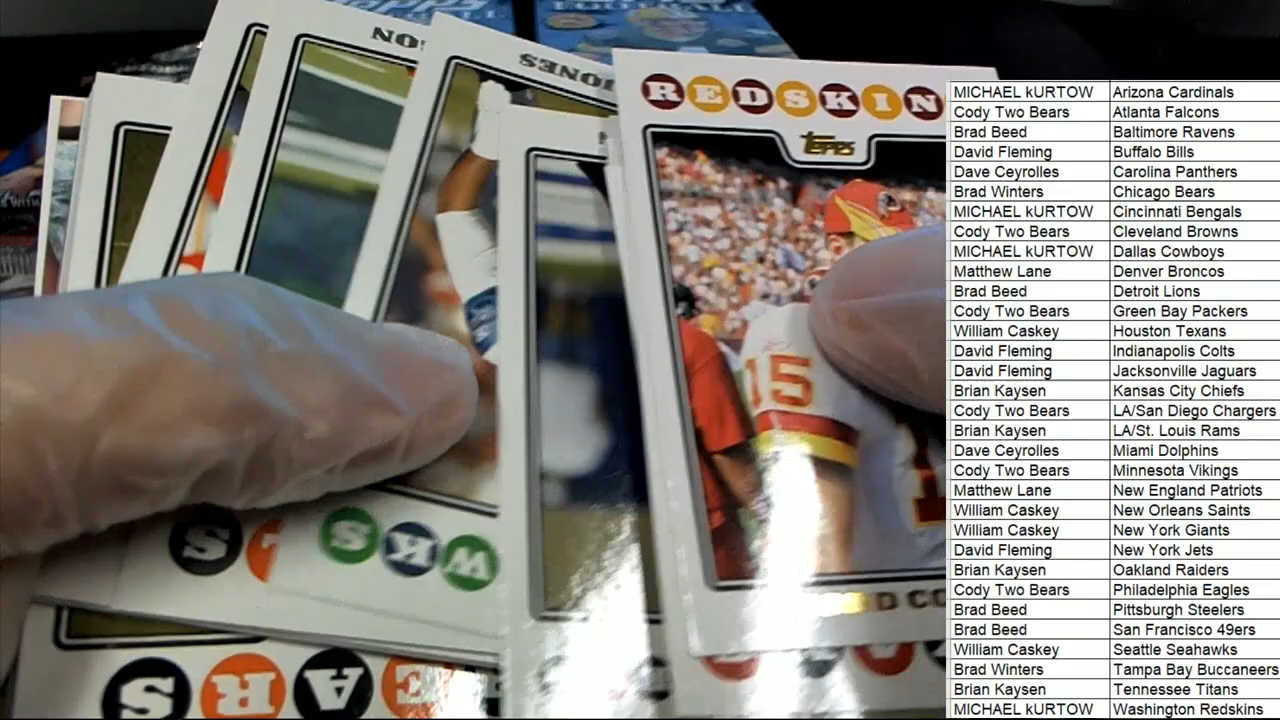 REDSKIN
Topps
15
NO
JONES
WKS
S
S
BEARS
D CO
MICHAEL kURTOW Arizona Cardinals
Cody Two Bears Atlanta Falcons
Brad Beed Baltimore Ravens
David Fleming Buffalo Bills
Dave Ceyrolles Carolina Panthers
Brad Winters Chicago Bears
MICHAEL kURTOW Cincinnati Bengals
Cody Two Bears Cleveland Browns
MICHAEL kURTOW Dallas Cowboys
Matthew Lane Denver Broncos
Brad Beed Detroit Lions
Cody Two Bears Green Bay Packers
William Caskey Houston Texans
David Fleming Indianapolis Colts
David Fleming Jacksonville Jaguars
Brian Kaysen Kansas City Chiefs
Cody Two Bears LA/San Diego Chargers
Brian Kaysen LA/St. Louis Rams
Dave Ceyrolles Miami Dolphins
Cody Two Bears Minnesota Vikings
Matthew Lane New England Patriots
William Caskey New Orleans Saints
William Caskey New York Giants
David Fleming New York Jets
Brian Kaysen Oakland Raiders
Cody Two Bears Philadelphia Eagles
Brad Beed Pittsburgh Steelers
Brad Beed San Francisco 49ers
William Caskey Seattle Seahawks
Brad Winters Tampa Bay Buccaneers
Brian Kaysen Tennessee Titans
MICHAEL kURTOW Washington Redskins